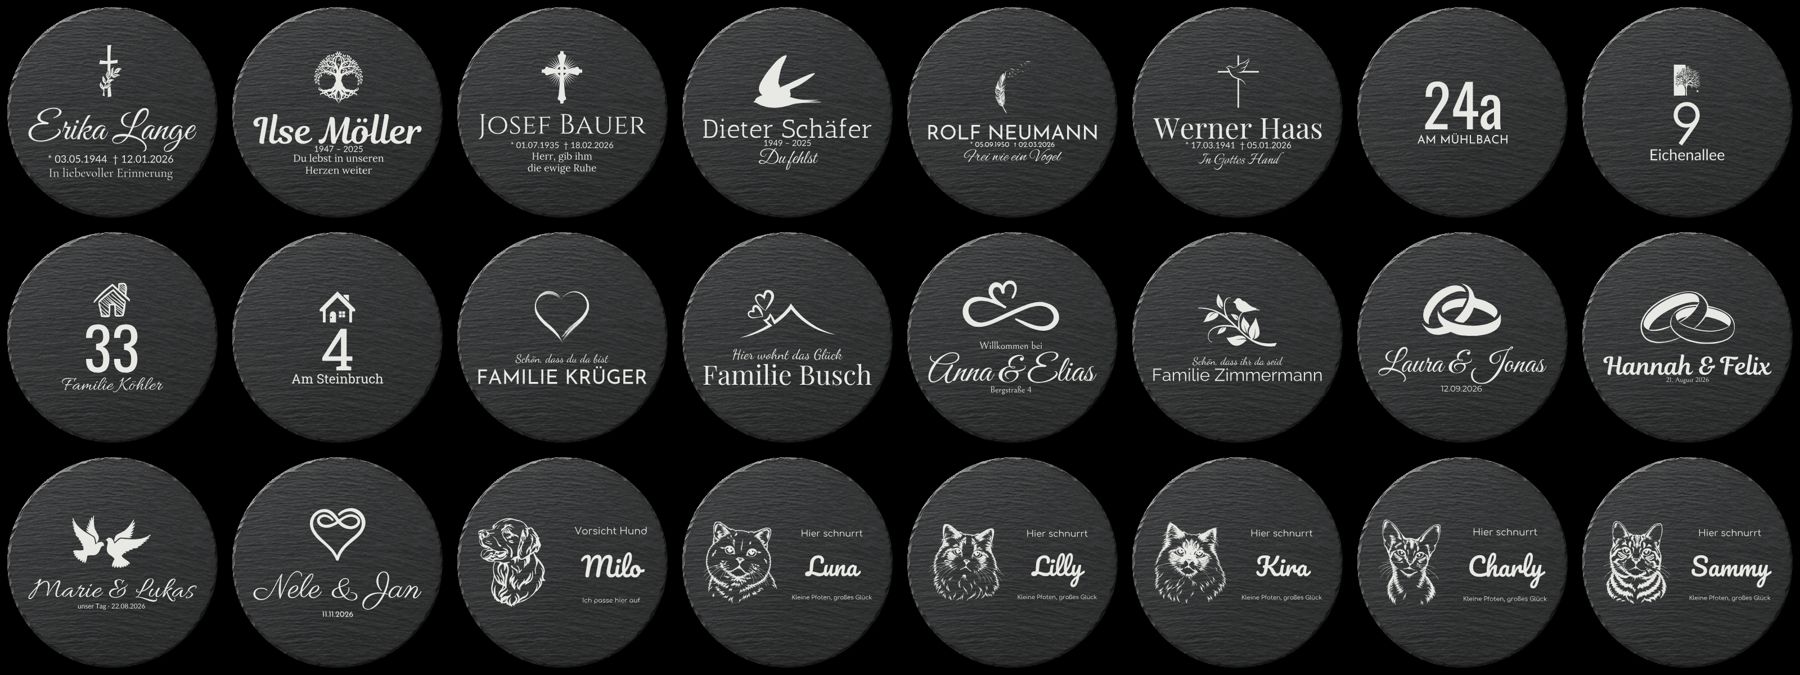 Erika Lange
* 03.05.1944 † 12.01.2026
In liebevoller Erinnerung
Ilse Möller
1947 – 2025
Du lebst in unseren
Herzen weiter
Josef Bauer
* 01.07.1935 † 18.02.2026
Herr, gib ihm
die ewige Ruhe
Dieter Schäfer
1949 – 2025
Du fehlst
ROLF NEUMANN
* 05.09.1950 † 02.03.2026
Frei wie ein Vogel
Werner Haas
* 17.03.1941 † 05.01.2026
In Gottes Hand
24a
AM MÜHLBACH
9
Eichenallee
33
Familie Köhler
4
Am Steinbruch
Schön, dass du da bist
FAMILIE KRÜGER
Hier wohnt das Glück
Familie Busch
Willkommen bei
Anna & Elias
Bergstraße 4
Schön, dass ihr da seid
Familie Zimmermann
Laura & Jonas
12.09.2026
Hannah & Felix
21. August 2026
Marie & Lukas
unser Tag · 22.08.2026
Nele & Jan
11.11.2026
Vorsicht Hund
Milo
Ich passe hier auf
Hier schnurrt
Luna
Kleine Pfoten, großes Glück
Hier schnurrt
Lilly
Kleine Pfoten, großes Glück
Hier schnurrt
Kira
Kleine Pfoten, großes Glück
Hier schnurrt
Charly
Kleine Pfoten, großes Glück
Hier schnurrt
Sammy
Kleine Pfoten, großes Glück